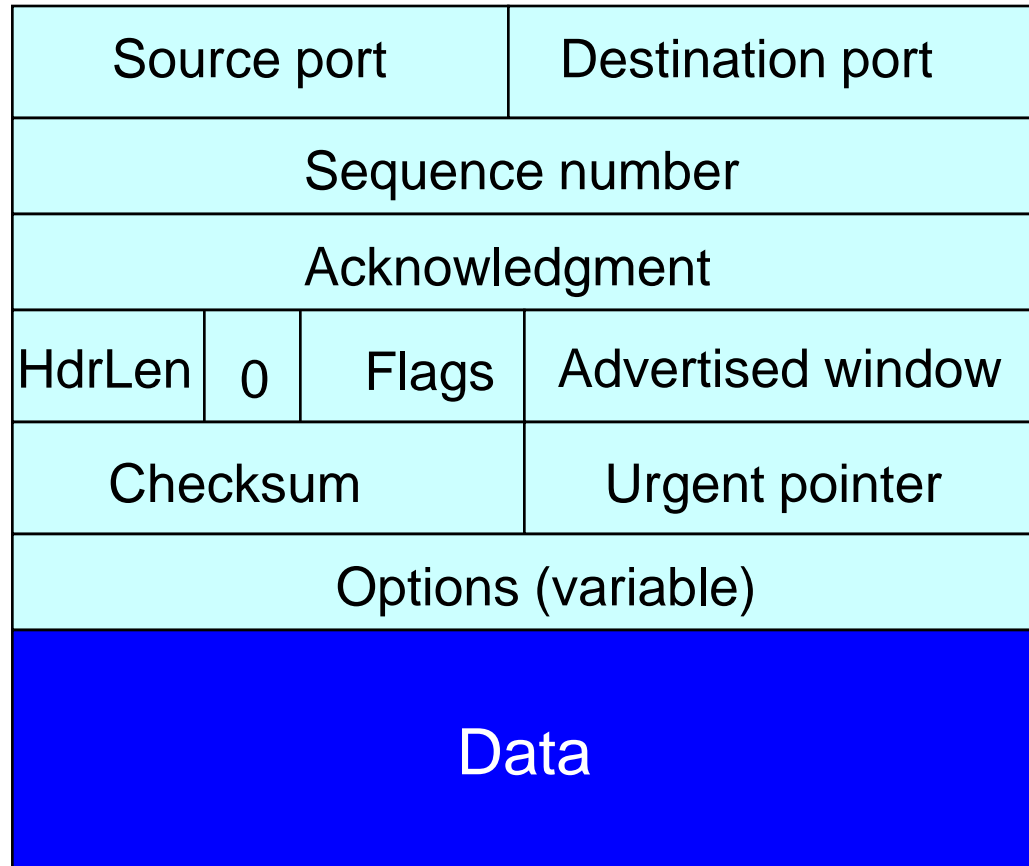 Source port Destination port
Sequence number
Acknowledgment
HdrLen 0 Flags Advertised window
Checksum Urgent pointer
Options (variable)
Data